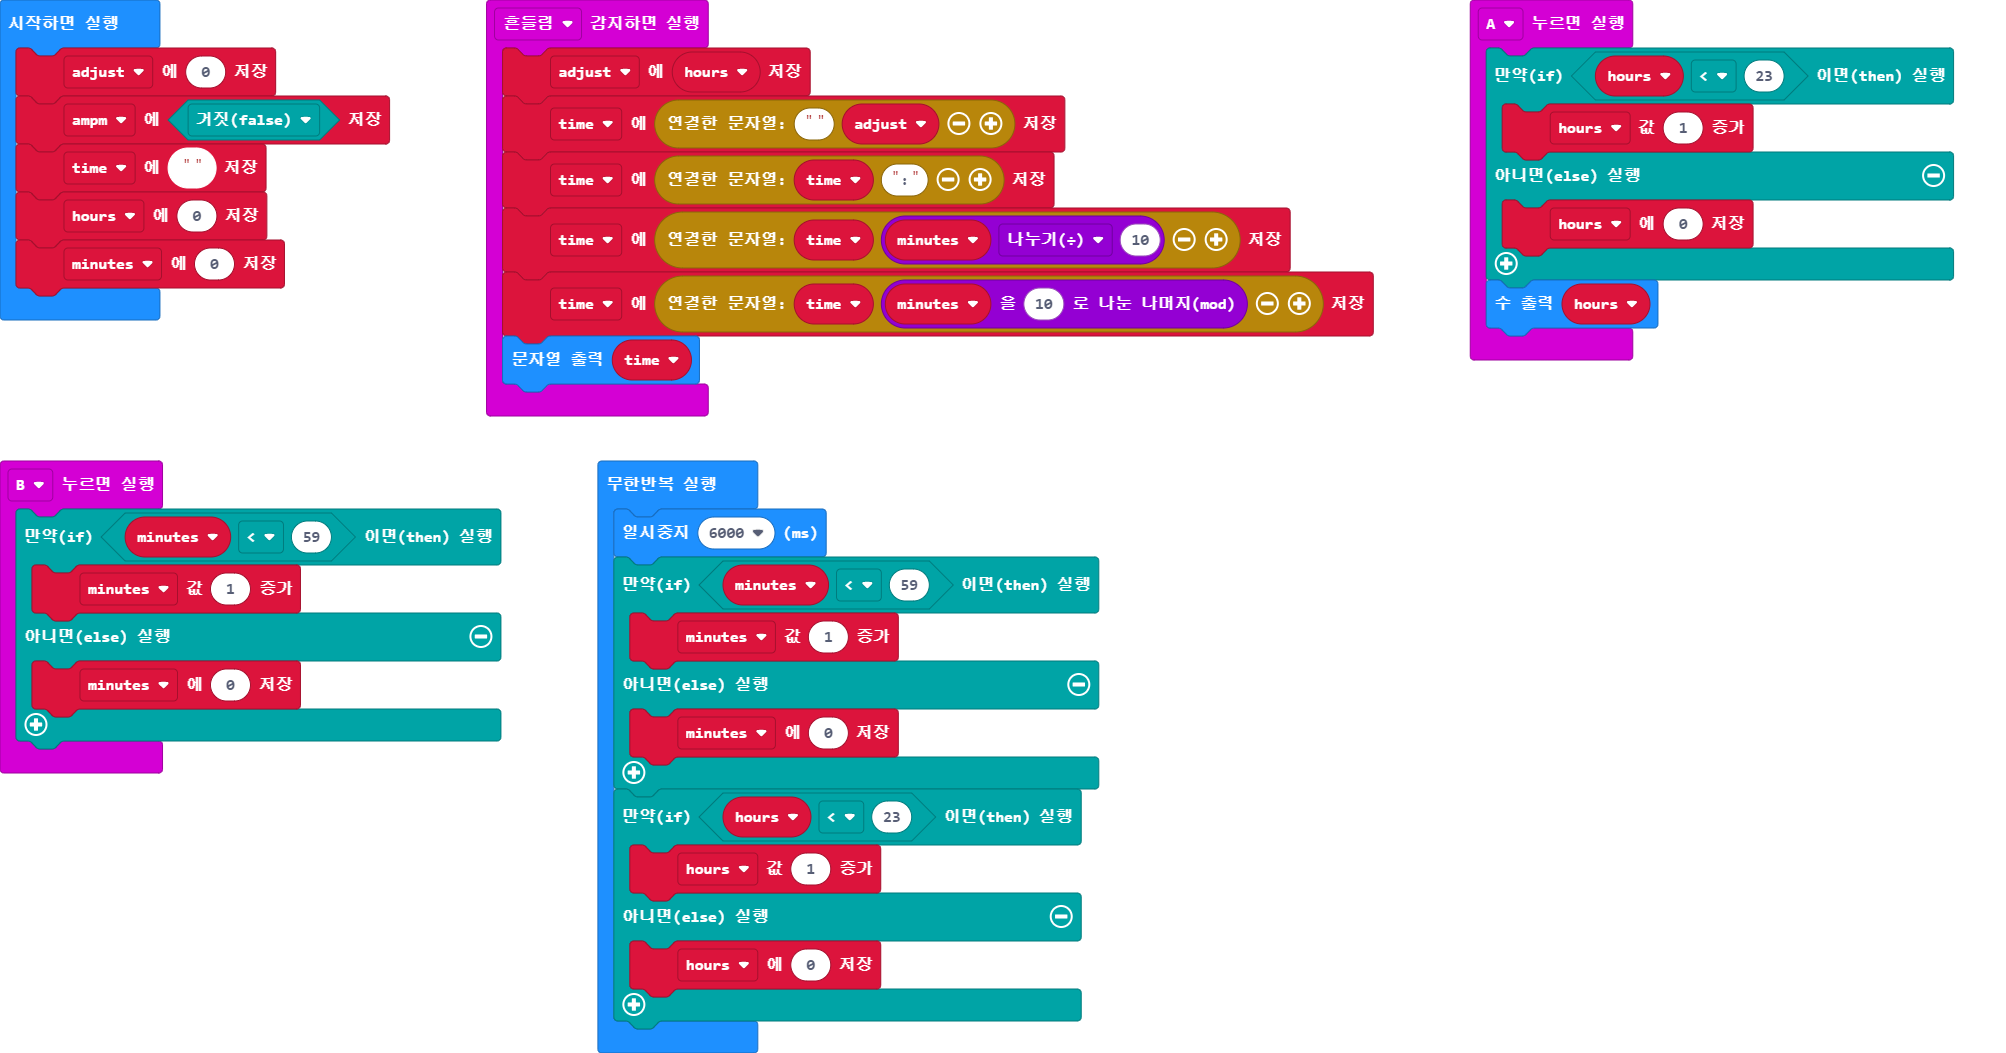 시작하면 실행
adjust 에 0 저장
ampm 에 거짓(false) 저장
time 에 " " 저장
hours 에 0 저장
minutes 에 0 저장
흔들림 감지하면 실행
adjust 에 hours 저장
time 에 연결한 문자열: " " adjust 저장
time 에 연결한 문자열: time ":" 저장
time 에 연결한 문자열: time minutes 나누기(÷) 10 저장
time 에 연결한 문자열: time minutes 을 10 로 나눈 나머지(mod) 저장
문자열 출력 time
A 누르면 실행
만약(if) hours < 23 이면(then) 실행
hours 값 1 증가
아니면(else) 실행
hours 에 0 저장
수 출력 hours
B 누르면 실행
만약(if) minutes < 59 이면(then) 실행
minutes 값 1 증가
아니면(else) 실행
minutes 에 0 저장
무한반복 실행
일시중지 6000 (ms)
만약(if) minutes < 59 이면(then) 실행
minutes 값 1 증가
아니면(else) 실행
minutes 에 0 저장
만약(if) hours < 23 이면(then) 실행
hours 값 1 증가
아니면(else) 실행
hours 에 0 저장